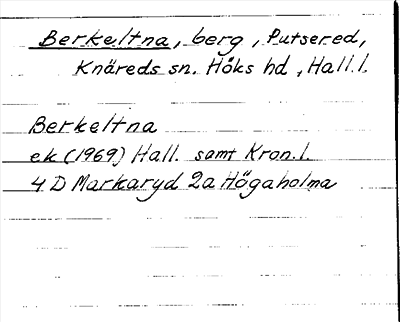 Berkeltna, berg, Putsered,
Knäreds sn. Höks hd, Hall.l.
Berkeltna
ek (1969) Hall. samt Kron.l.
4 D Markaryd 2a Högaholma